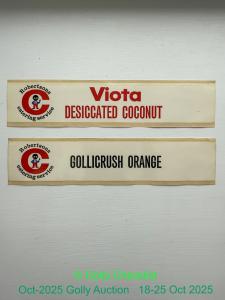 Robertsons
catering service
Viota
DESICCATED COCONUT
Robertsons
catering service
GOLLICRUSH ORANGE
Oct-2025 Golly Auction 18-25 Oct 2025